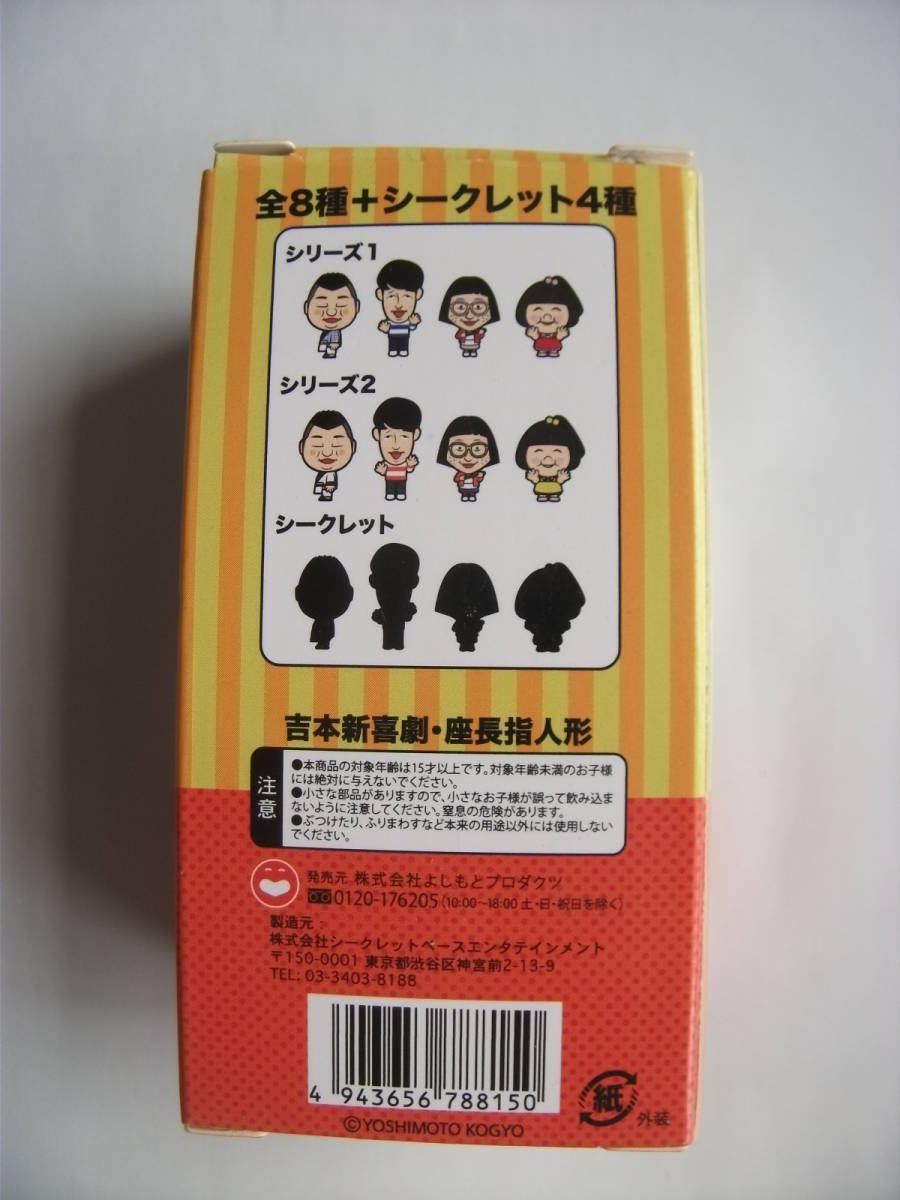 全8種+シークレット4種
シリーズ1
シリーズ2
シークレット
吉本新喜劇・座長指人形
注意
●本商品の対象年齢は15才以上です。対象年齢未満のお子様
には絶対に与えないでください。
●小さな部品がありますので、小さなお子様が誤って飲み込ま
ないように注意してください。窒息の危険があります。
●ぶつけたり、ふりまわすなど本来の用途以外には使用しない
でください。
発売元 株式会社よしもとプロダクツ
0120-176205(10:00〜18:00 土・日・祝日を除く)
製造元:
株式会社シークレットベースエンタテインメント
〒150-0001 東京都渋谷区神宮前2-13-9
TEL: 03-3403-8188
4 943656 788150
©YOSHIMOTO KOGYO
紙
外装